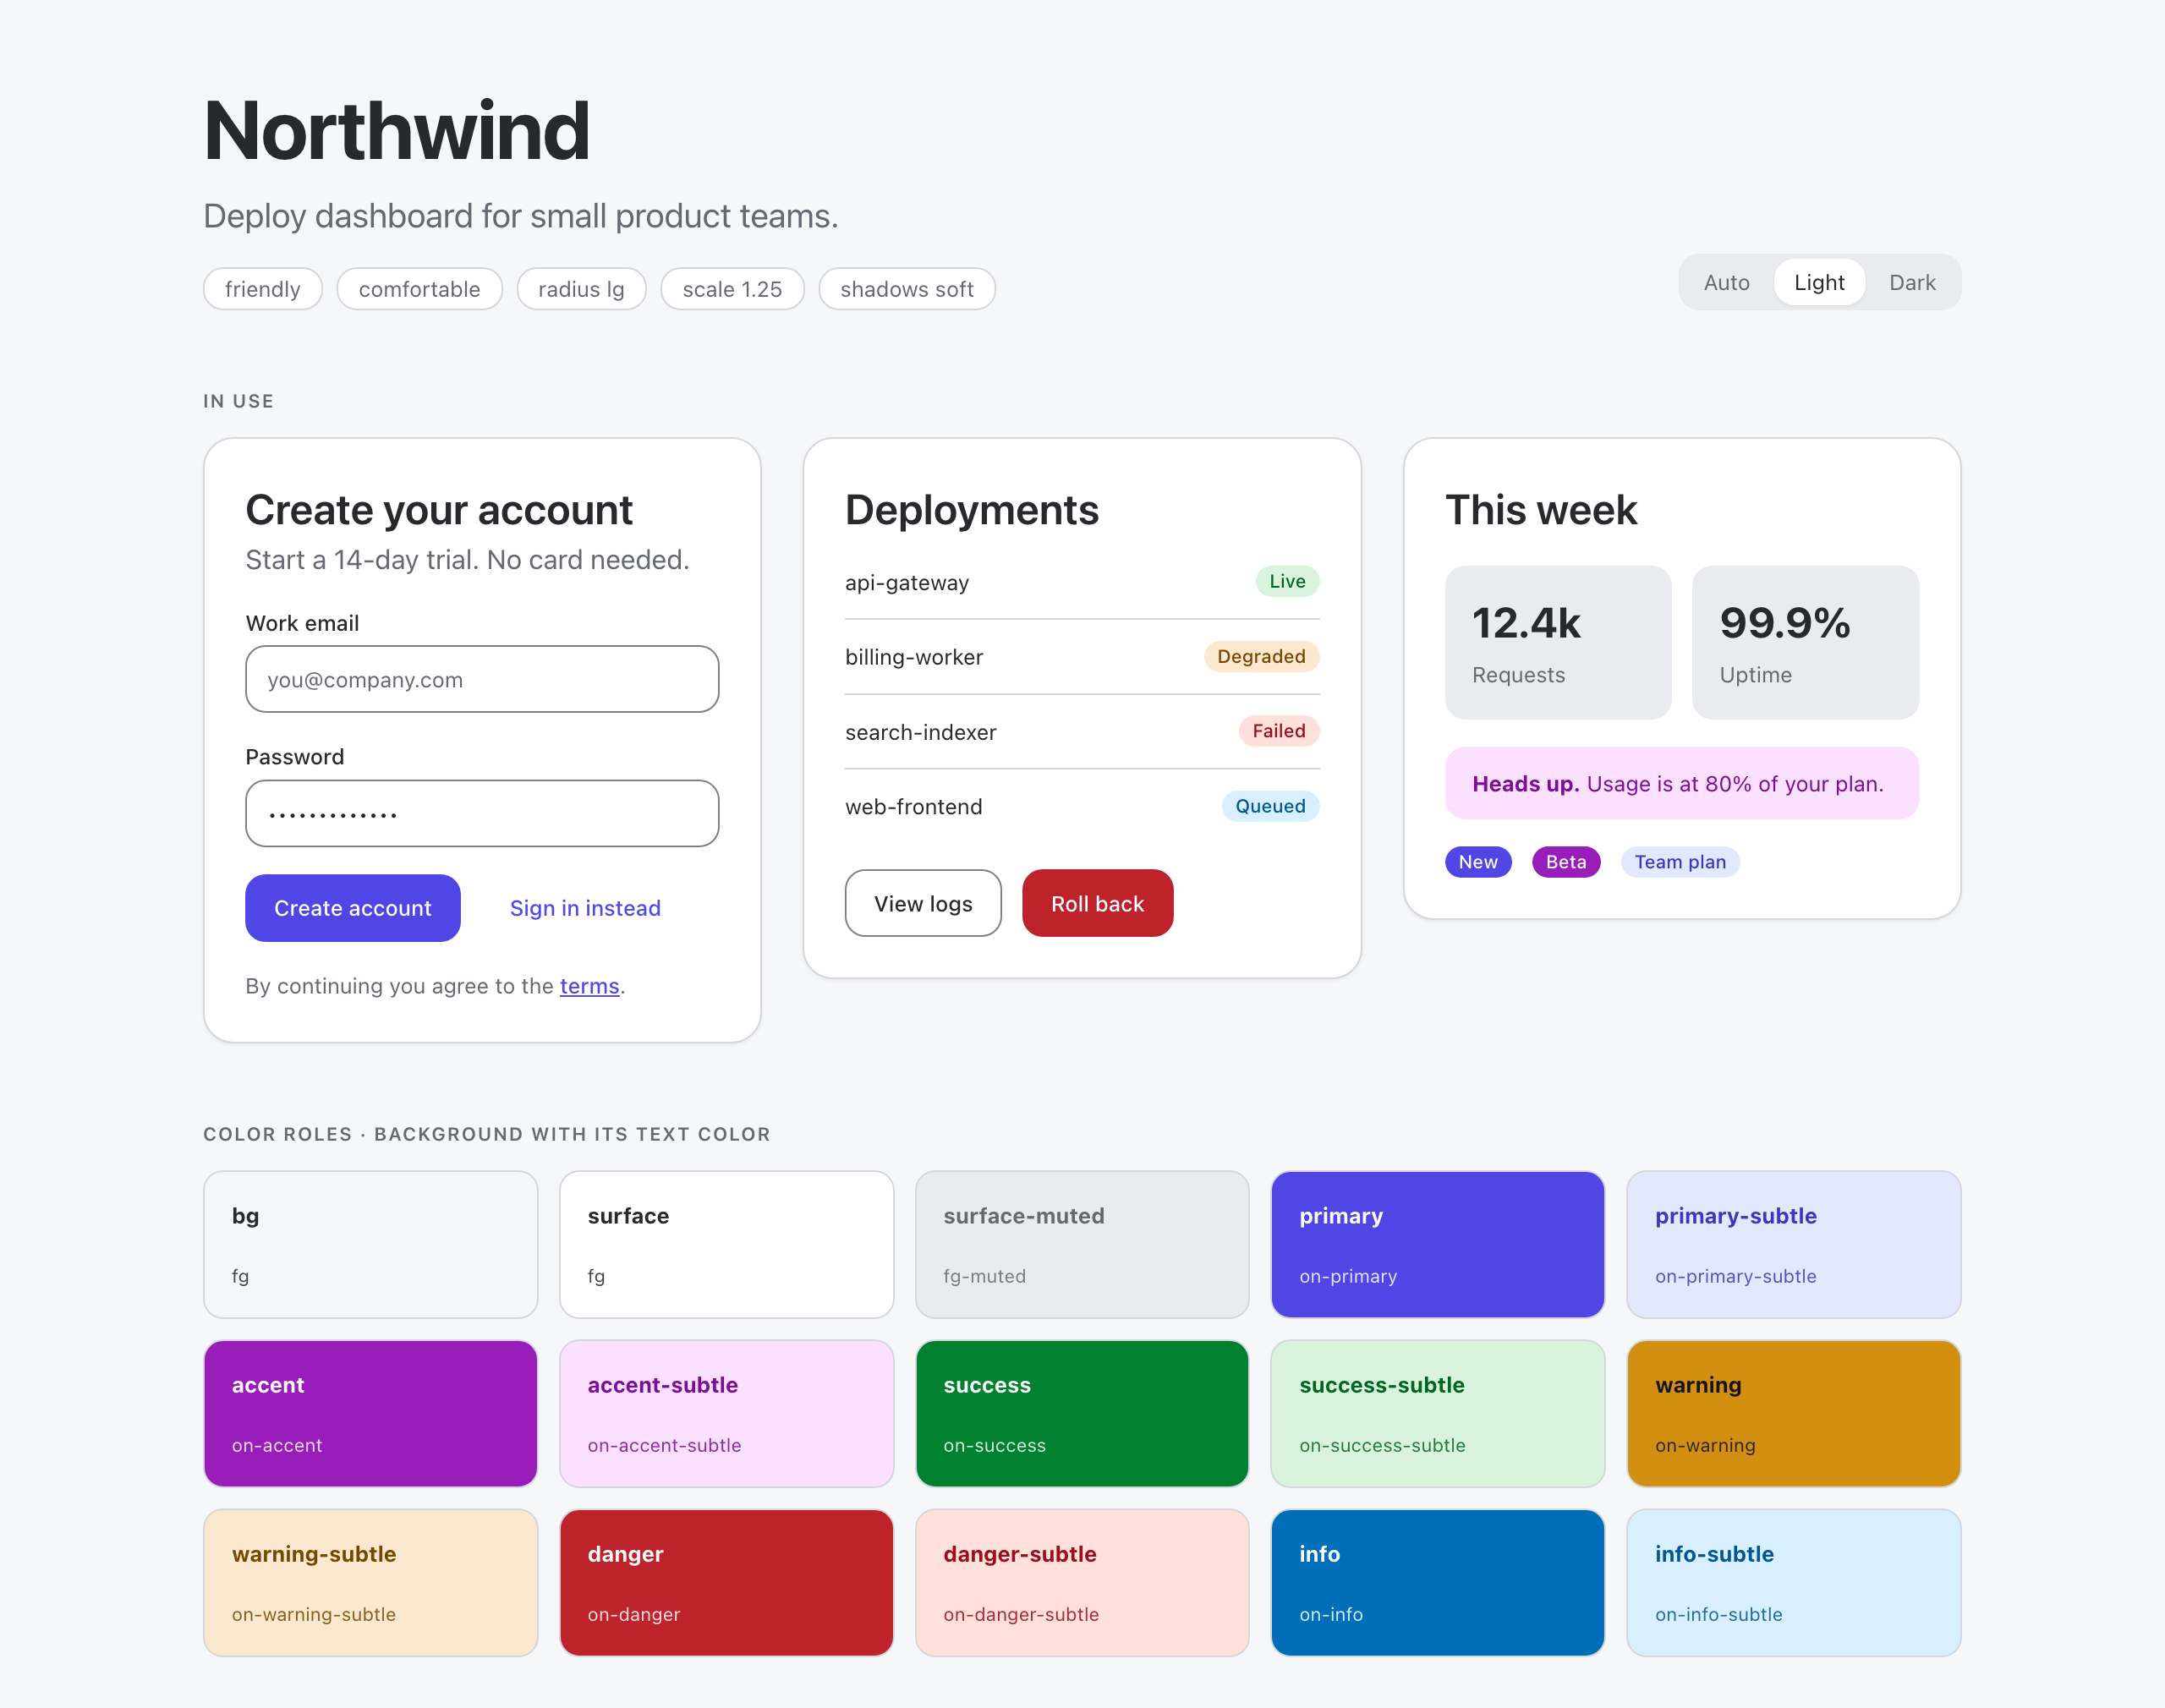 Northwind
Deploy dashboard for small product teams.
friendly comfortable radius lg scale 1.25 shadows soft
Auto Light Dark
IN USE
Create your account
Start a 14-day trial. No card needed.
Work email
you@company.com
Password
•••••••••••••
Create account Sign in instead
By continuing you agree to the terms.
Deployments
api-gateway Live
billing-worker Degraded
search-indexer Failed
web-frontend Queued
View logs Roll back
This week
12.4k 99.9%
Requests Uptime
Heads up. Usage is at 80% of your plan.
New Beta Team plan
COLOR ROLES · BACKGROUND WITH ITS TEXT COLOR
bg surface surface-muted primary primary-subtle
fg fg fg-muted on-primary on-primary-subtle
accent accent-subtle success success-subtle warning
on-accent on-accent-subtle on-success on-success-subtle on-warning
warning-subtle danger danger-subtle info info-subtle
on-warning-subtle on-danger on-danger-subtle on-info on-info-subtle